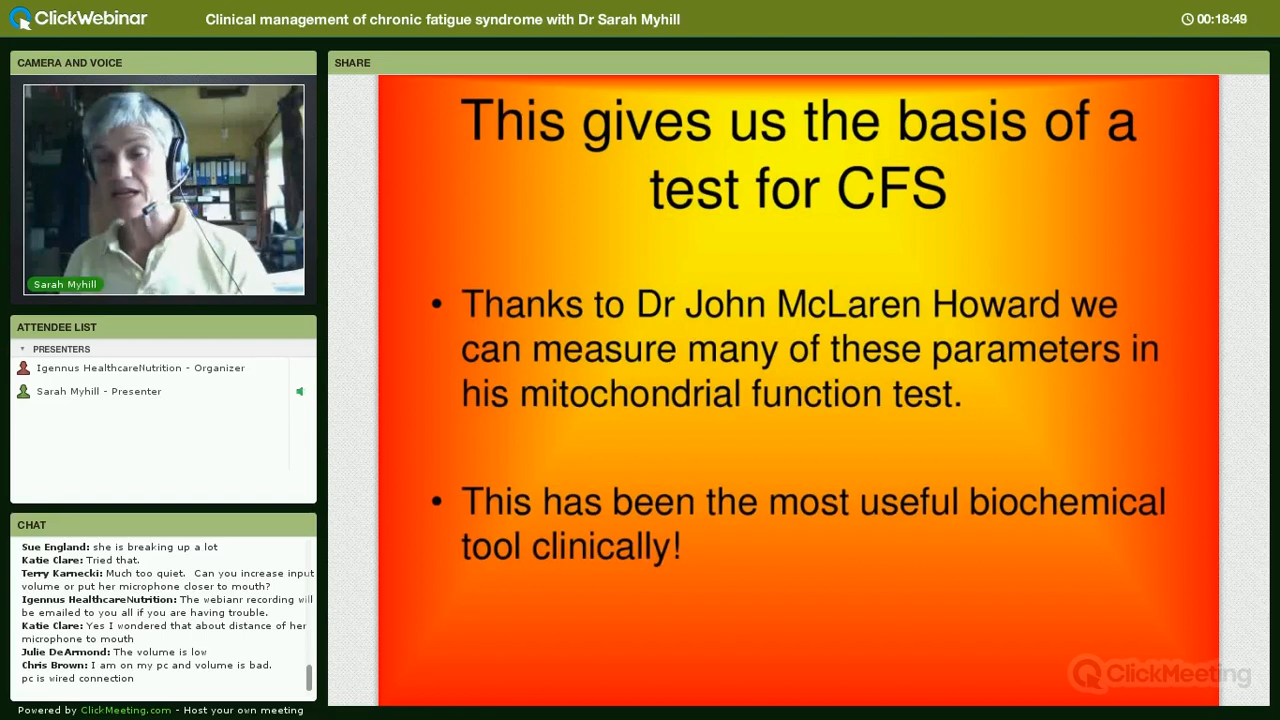 ClickWebinar
Clinical management of chronic fatigue syndrome with Dr Sarah Myhill
00:18:49
CAMERA AND VOICE
Sarah Myhill
ATTENDEE LIST
PRESENTERS
Igennus HealthcareNutrition - Organizer
Sarah Myhill - Presenter
CHAT
Sue England: she is breaking up a lot
Katie Clare: Tried that.
Terry Karnecki: Much too quiet. Can you increase input
volume or put her microphone closer to mouth?
Igennus HealthcareNutrition: The webianr recording will
be emailed to you all if you are having trouble.
Katie Clare: Yes I wondered that about distance of her
microphone to mouth
Julie DeArmond: The volume is low
Chris Brown: I am on my pc and volume is bad.
pc is wired connection
Powered by ClickMeeting.com - Host your own meeting
SHARE
This gives us the basis of a
test for CFS
• Thanks to Dr John McLaren Howard we
can measure many of these parameters in
his mitochondrial function test.
• This has been the most useful biochemical
tool clinically!
ClickMeeting